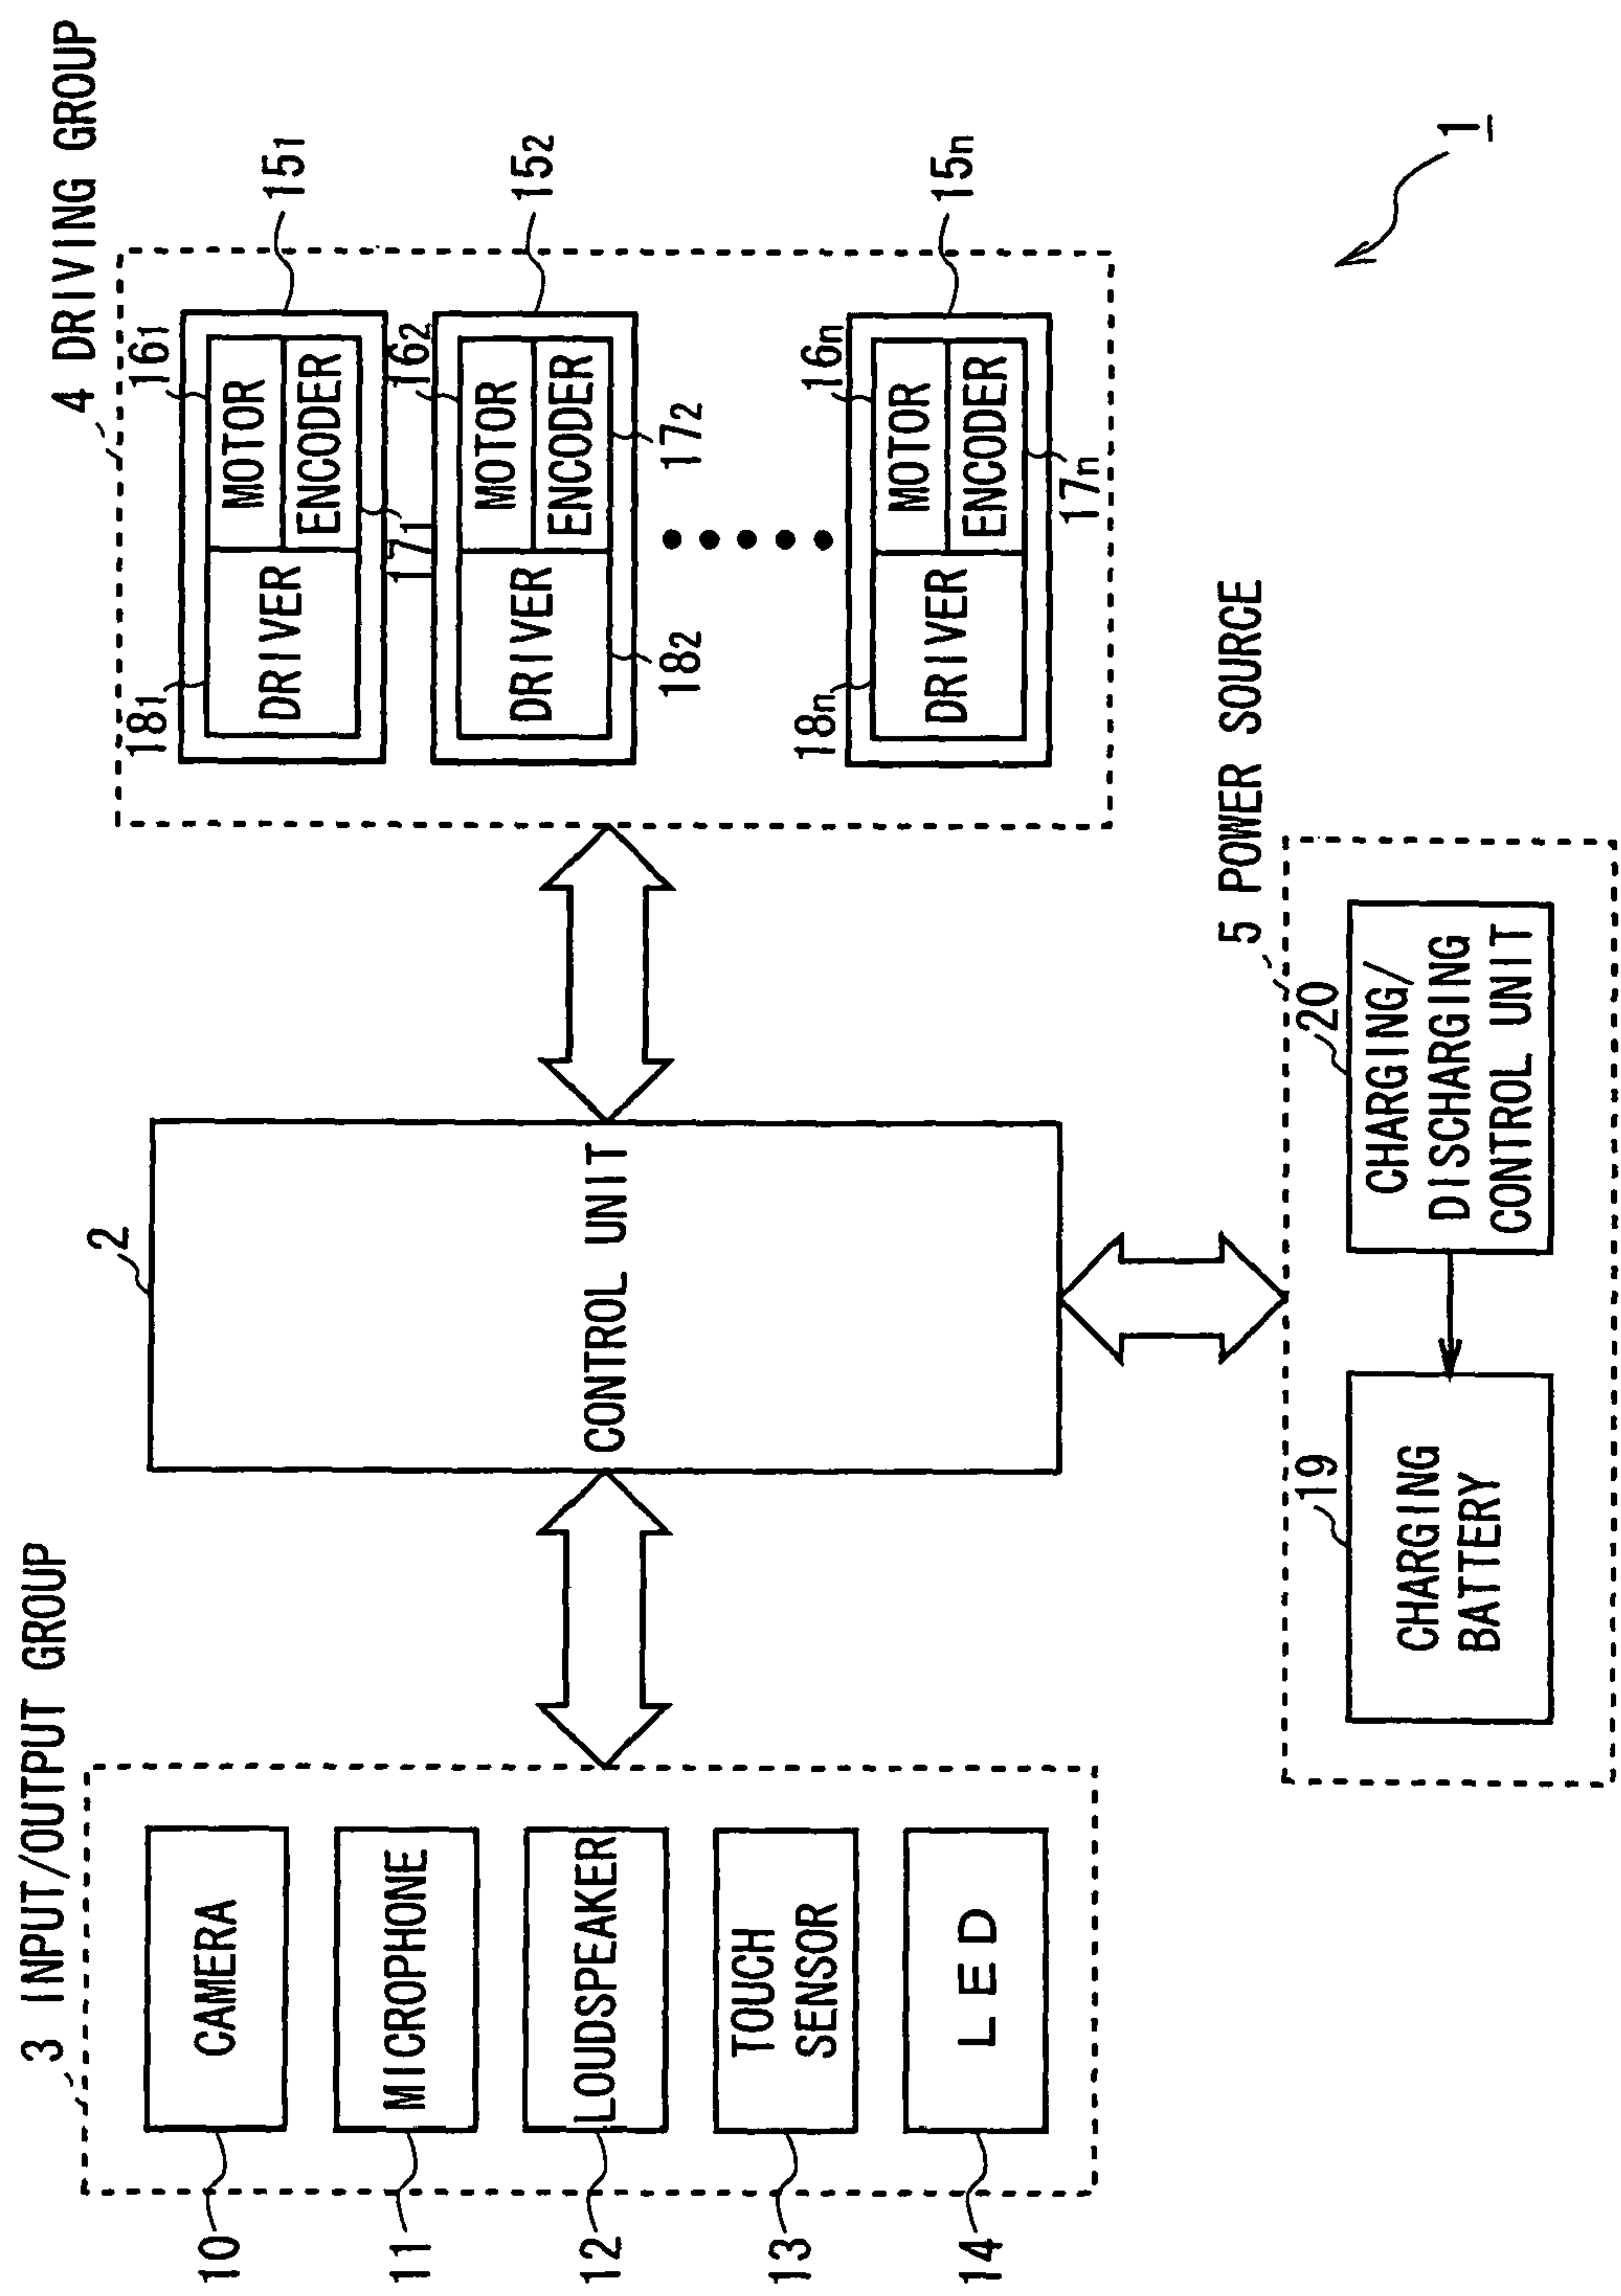 3 INPUT/OUTPUT GROUP
10
CAMERA
11
MICROPHONE
12
LOUDSPEAKER
13
TOUCH
SENSOR
14
LED
2
CONTROL UNIT
4 DRIVING GROUP
15₁
18₁
DRIVER
16₁
MOTOR
ENCODER
17₁
15₂
16₂
DRIVER
MOTOR
ENCODER
18₂
17₂
15ₙ
18ₙ
DRIVER
16ₙ
MOTOR
ENCODER
17ₙ
5 POWER SOURCE
19
CHARGING
BATTERY
20
CHARGING/
DISCHARGING
CONTROL UNIT
1